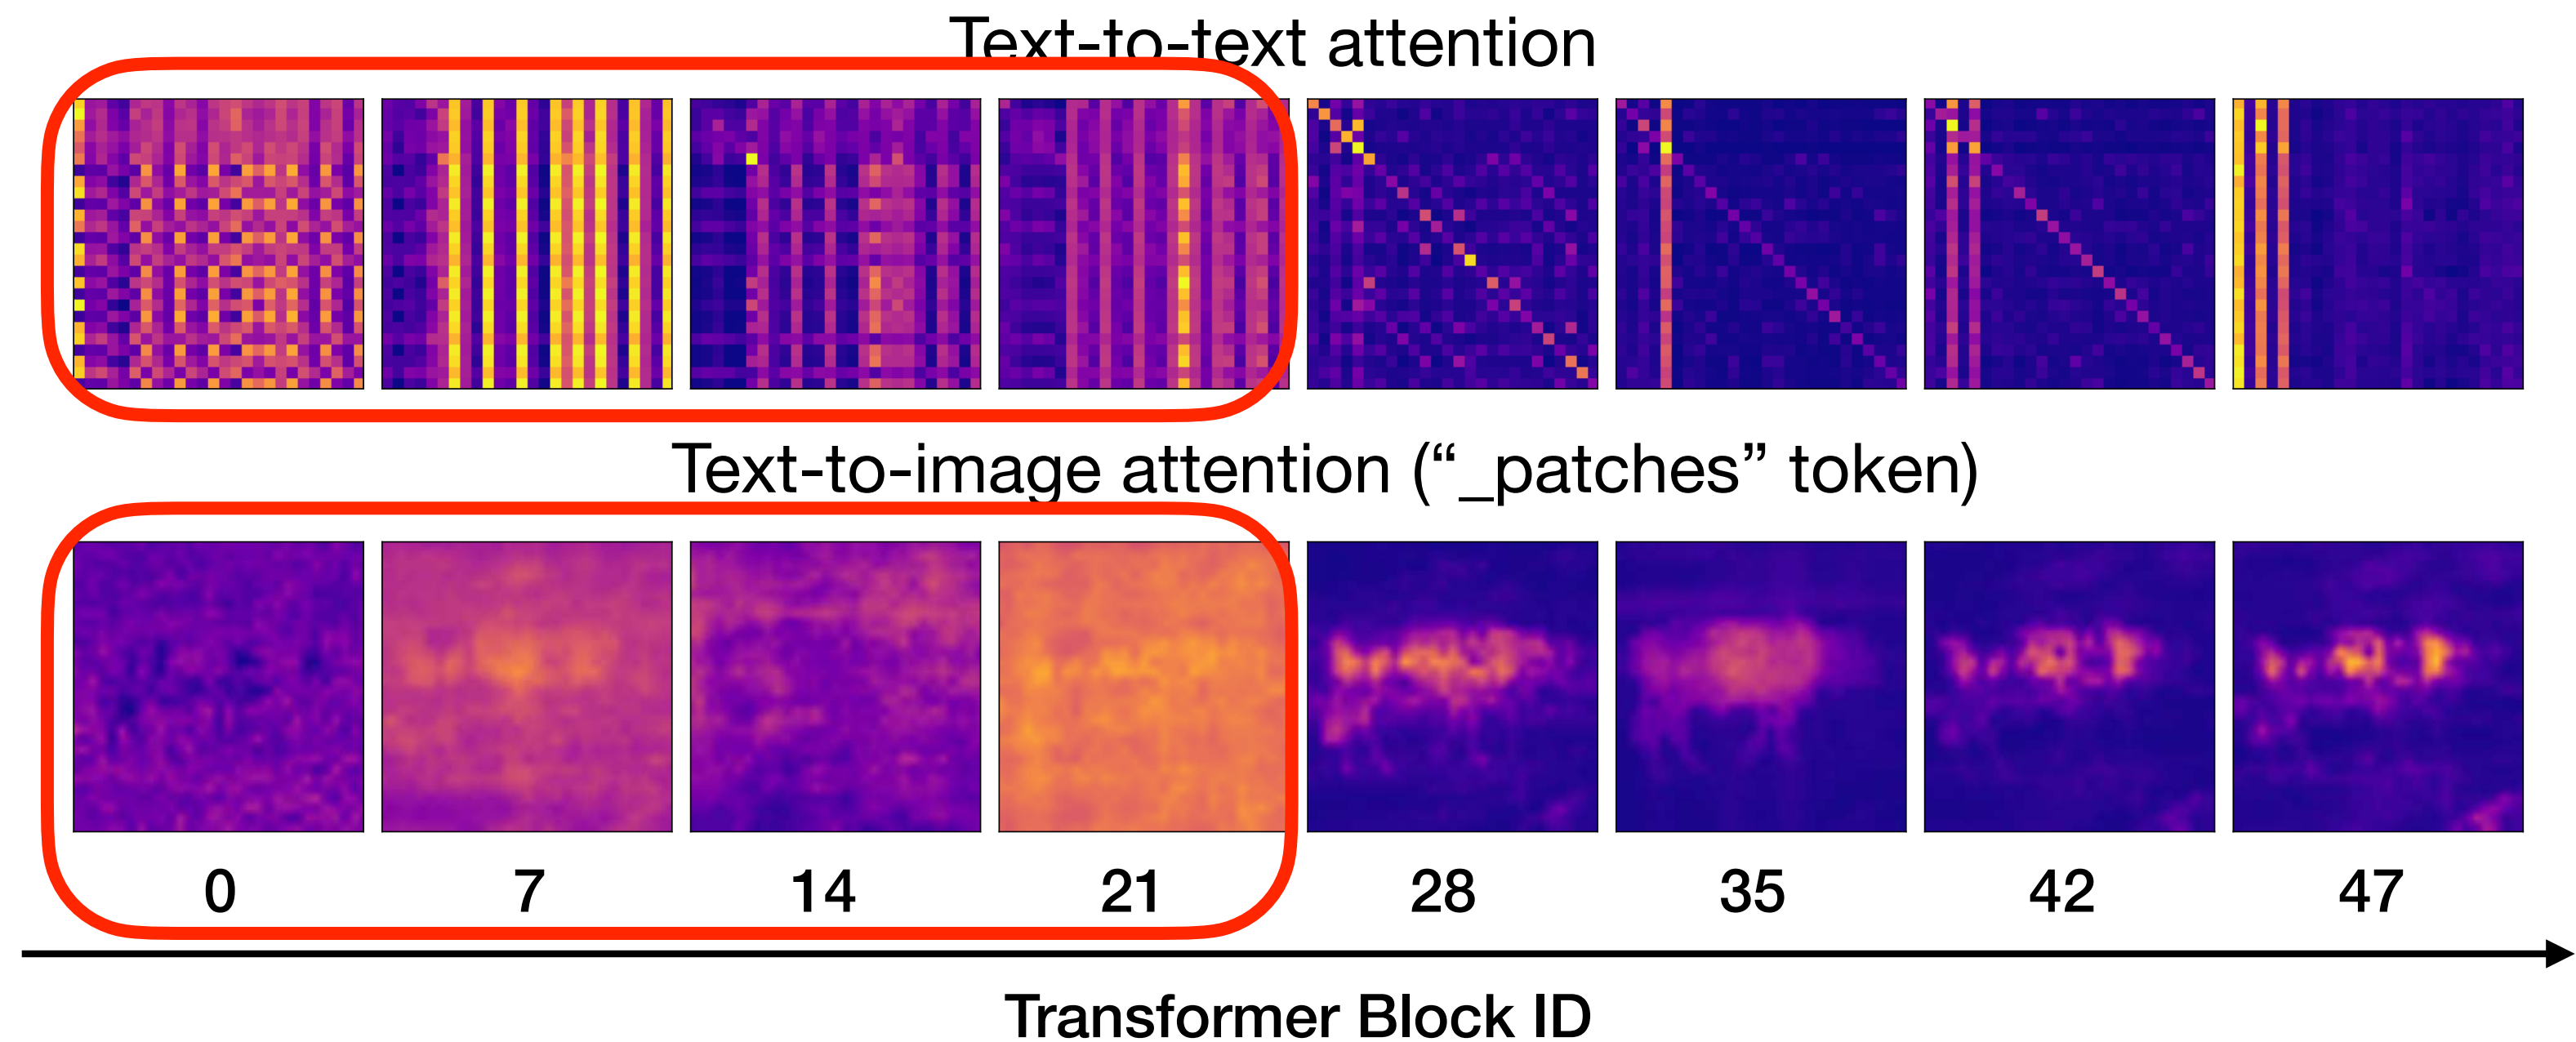 Text-to-text attention
Text-to-image attention (“_patches” token)
0 7 14 21 28 35 42 47
Transformer Block ID